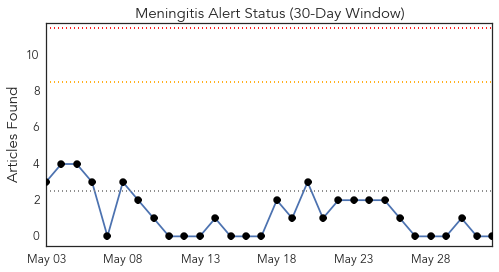 Meningitis Alert Status (30-Day Window)
Articles Found
10
8
6
4
2
0
May 03
May 08
May 13
May 18
May 23
May 28